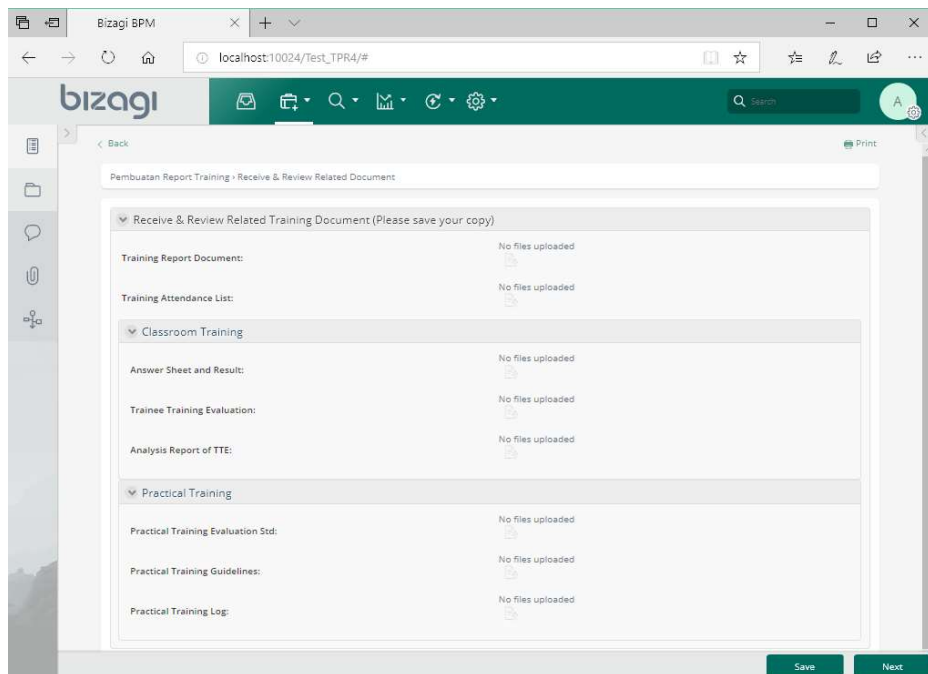 Bizagi BPM
localhost:10024/Test_TPR4/#
bizagi
Search
A
Back
Print
Pembuatan Report Training › Receive & Review Related Document
Receive & Review Related Training Document (Please save your copy)
Training Report Document:
No files uploaded
Training Attendance List:
No files uploaded
Classroom Training
Answer Sheet and Result:
No files uploaded
Trainee Training Evaluation:
No files uploaded
Analysis Report of TTE:
No files uploaded
Practical Training
Practical Training Evaluation Std:
No files uploaded
Practical Training Guidelines:
No files uploaded
Practical Training Log:
No files uploaded
Save
Next